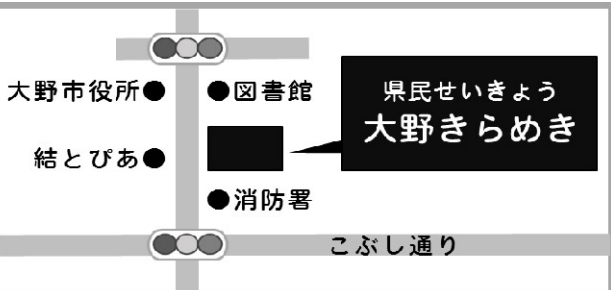 大野市役所
図書館
県民せいきょう
大野きらめき
結とぴあ
消防署
こぶし通り